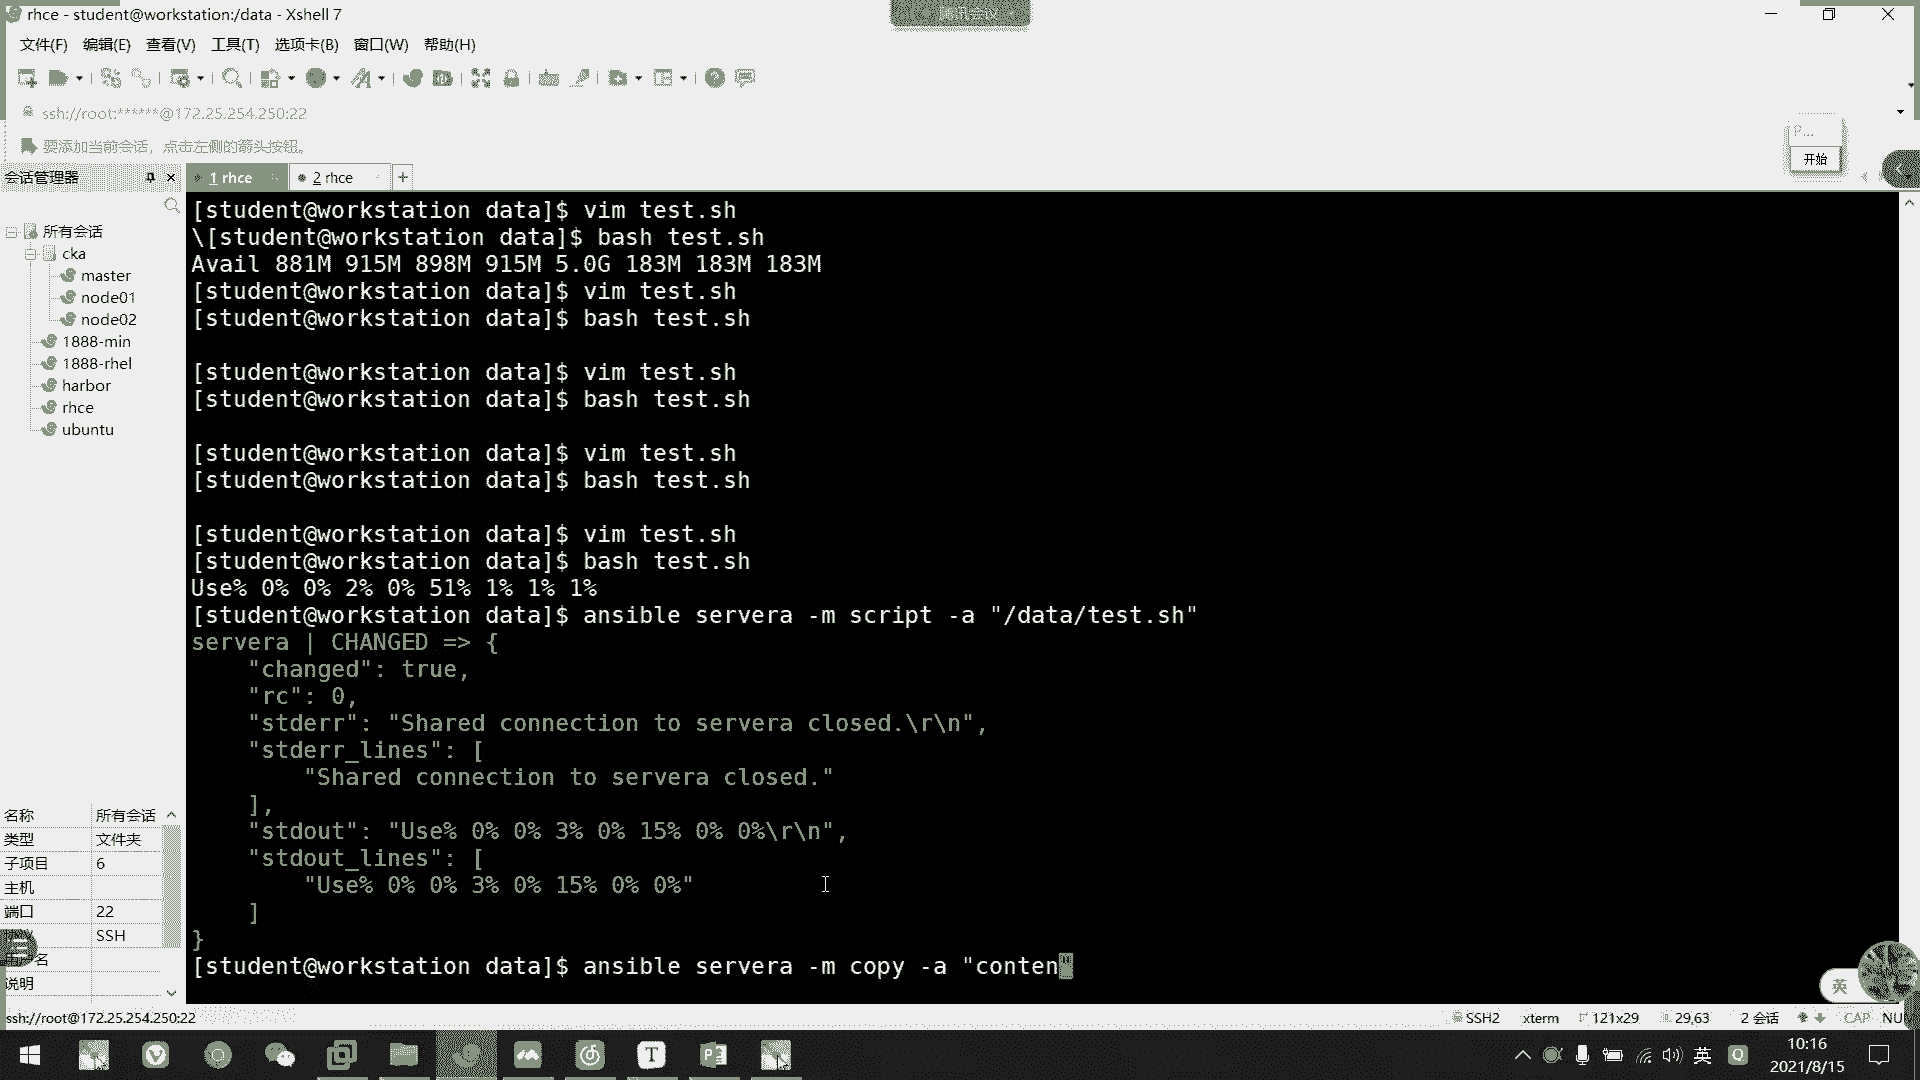 rhce - student@workstation:/data - Xshell 7
腾讯会议
文件(F) 编辑(E) 查看(V) 工具(T) 选项卡(B) 窗口(W) 帮助(H)
ssh://root:******@172.25.254.250:22
要添加当前会话，点击左侧的箭头按钮。
P...
开始
会话管理器
1 rhce
2 rhce
+
所有会话
cka
master
node01
node02
1888-min
1888-rhel
harbor
rhce
ubuntu
名称 所有会话
类型 文件夹
子项目 6
主机
端口 22
SSH
说明
[student@workstation data]$ vim test.sh
\[student@workstation data]$ bash test.sh
Avail 881M 915M 898M 915M 5.0G 183M 183M 183M
[student@workstation data]$ vim test.sh
[student@workstation data]$ bash test.sh
[student@workstation data]$ vim test.sh
[student@workstation data]$ bash test.sh
[student@workstation data]$ vim test.sh
[student@workstation data]$ bash test.sh
[student@workstation data]$ vim test.sh
[student@workstation data]$ bash test.sh
Use% 0% 0% 2% 0% 51% 1% 1% 1%
[student@workstation data]$ ansible servera -m script -a "/data/test.sh"
servera | CHANGED => {
    "changed": true,
    "rc": 0,
    "stderr": "Shared connection to servera closed.\r\n",
    "stderr_lines": [
        "Shared connection to servera closed."
    ],
    "stdout": "Use% 0% 0% 3% 0% 15% 0% 0%\r\n",
    "stdout_lines": [
        "Use% 0% 0% 3% 0% 15% 0% 0%"
    ]
}
[student@workstation data]$ ansible servera -m copy -a "conten"
英
ssh://root@172.25.254.250:22
SSH2 xterm 121x29 29,63 2 会话 CAP NUM
英
10:16
2021/8/15